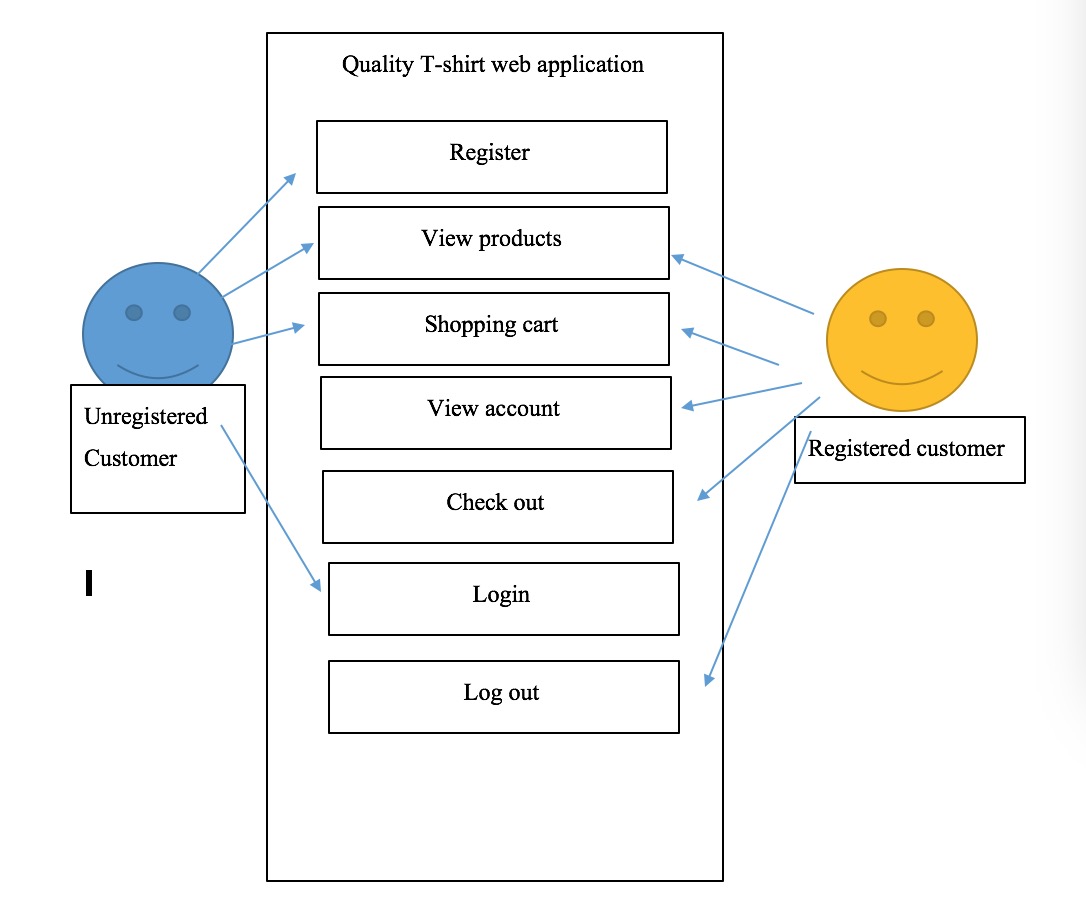 Quality T-shirt web application
Register
View products
Shopping cart
View account
Check out
Login
Log out
Unregistered
Customer
Registered customer